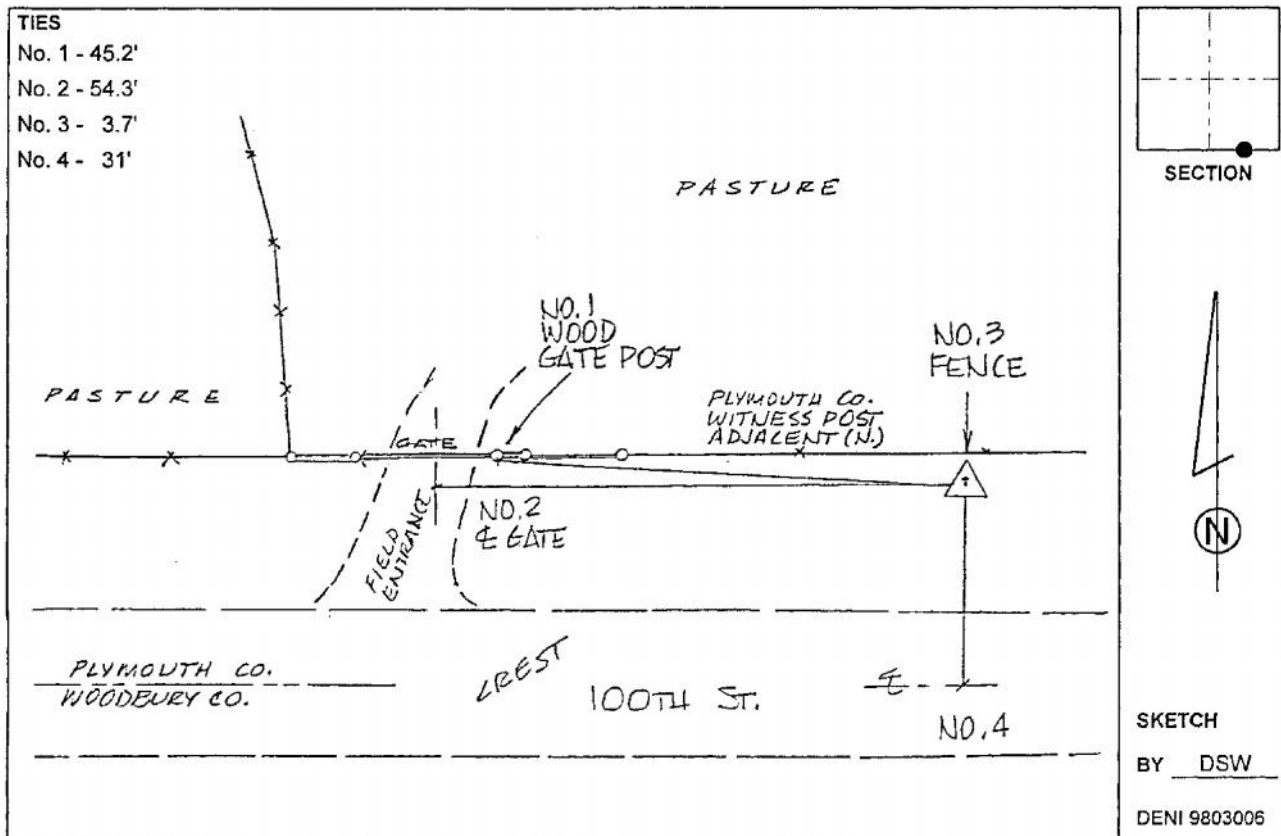 TIES
No. 1 - 45.2'
No. 2 - 54.3'
No. 3 - 3.7'
No. 4 - 31'
PASTURE
SECTION
NO.1
WOOD
GATE POST
NO.3
FENCE
PASTURE
PLYMOUTH CO.
WITNESS POST
ADJACENT (N.)
GATE
NO.2
℄ GATE
FIELD
ENTRANCE
N
PLYMOUTH CO.
WOODBURY CO.
CREST
100TH ST.
℄
NO.4
SKETCH
BY DSW
DENI 9803006